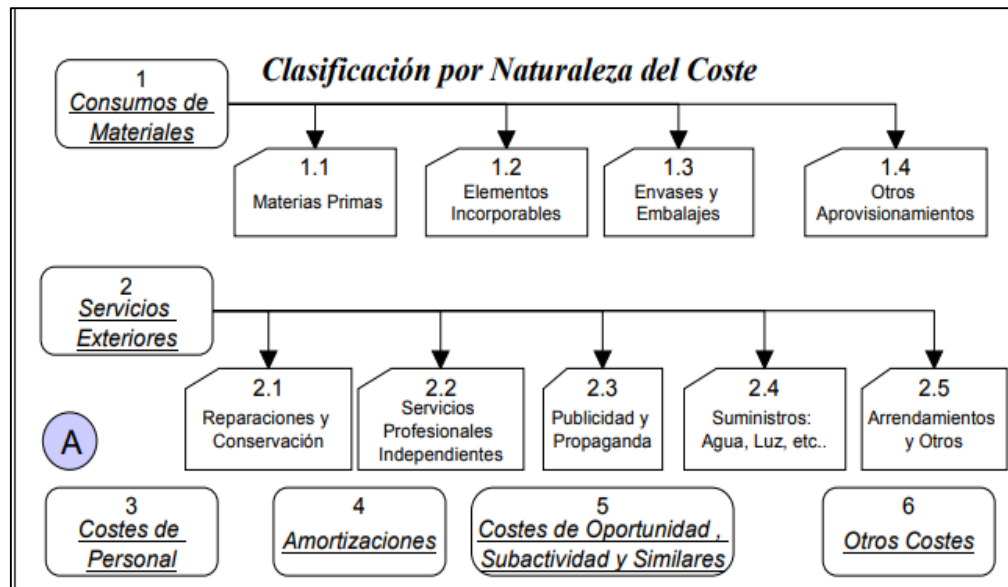 Clasificación por Naturaleza del Coste
1
Consumos de
Materiales
1.1
Materias Primas
1.2
Elementos
Incorporables
1.3
Envases y
Embalajes
1.4
Otros
Aprovisionamientos
2
Servicios
Exteriores
2.1
Reparaciones y
Conservación
2.2
Servicios
Profesionales
Independientes
2.3
Publicidad y
Propaganda
2.4
Suministros:
Agua, Luz, etc..
2.5
Arrendamientos
y Otros
A
3
Costes de
Personal
4
Amortizaciones
5
Costes de Oportunidad ,
Subactividad y Similares
6
Otros Costes